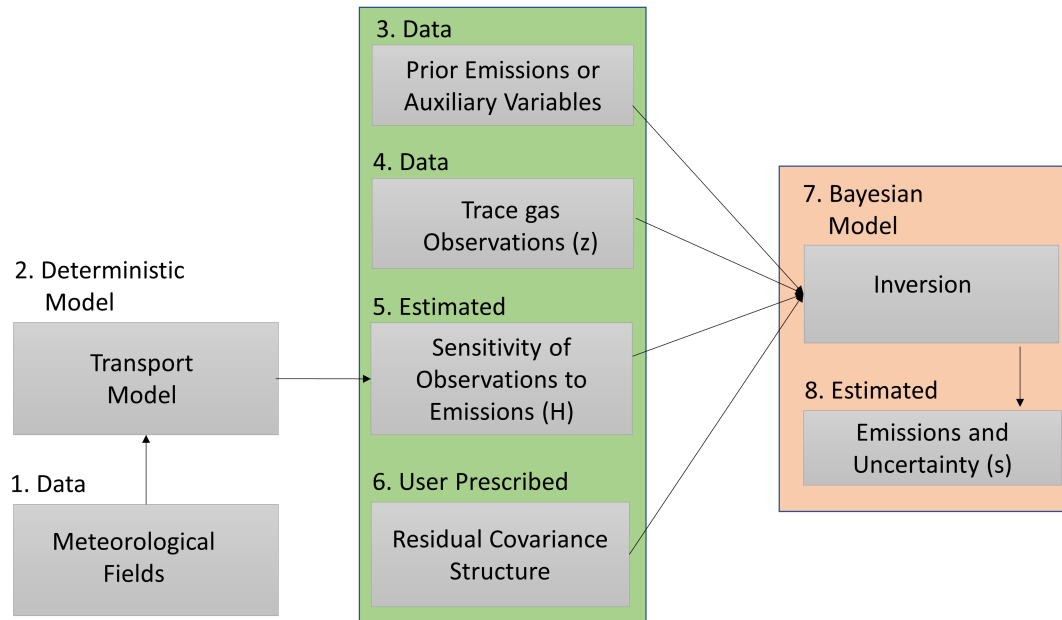 3. Data
Prior Emissions or
Auxiliary Variables
4. Data
Trace gas
Observations (z)
5. Estimated
Sensitivity of
Observations to
Emissions (H)
6. User Prescribed
Residual Covariance
Structure
2. Deterministic
Model
Transport
Model
1. Data
Meteorological
Fields
7. Bayesian
Model
Inversion
8. Estimated
Emissions and
Uncertainty (s)